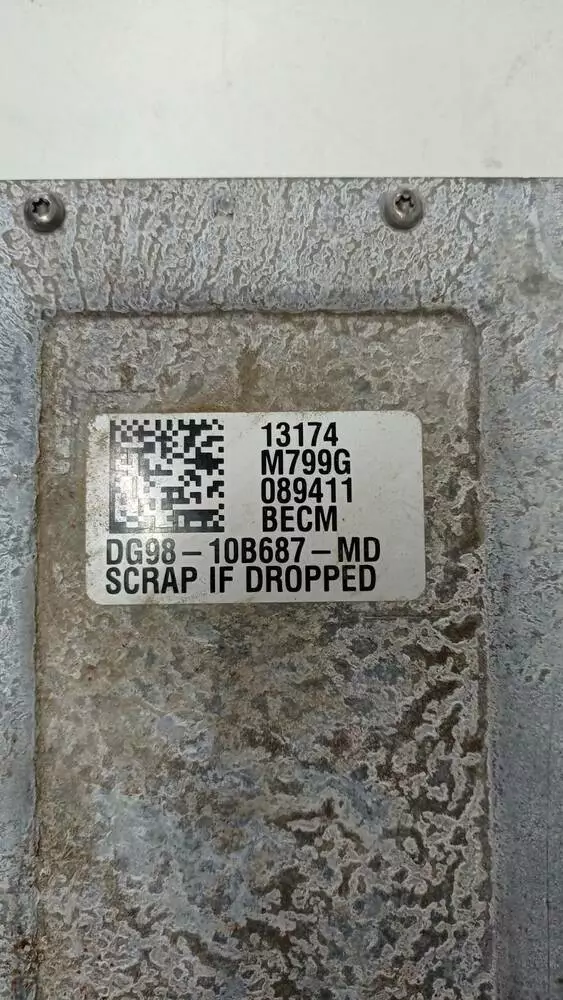 13174
M799G
089411
BECM
DG98-10B687-MD
SCRAP IF DROPPED